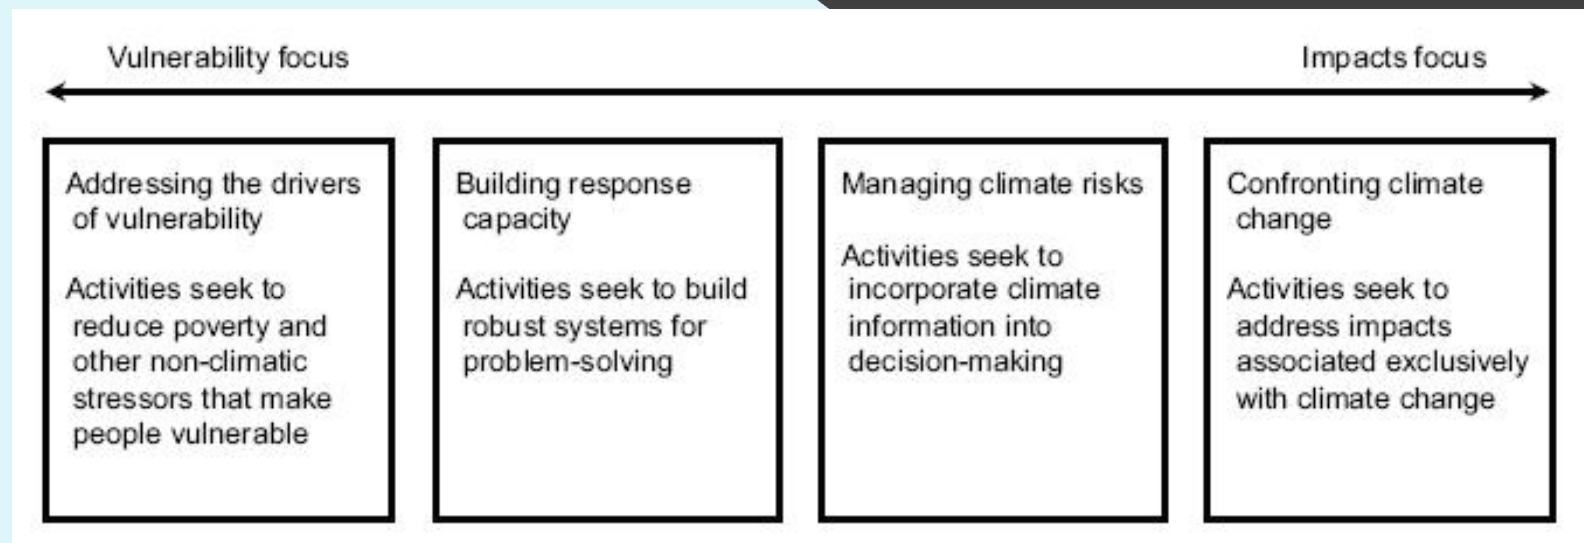 Vulnerability focus
Impacts focus
Addressing the drivers
of vulnerability
Activities seek to
reduce poverty and
other non-climatic
stressors that make
people vulnerable
Building response
capacity
Activities seek to build
robust systems for
problem-solving
Managing climate risks
Activities seek to
incorporate climate
information into
decision-making
Confronting climate
change
Activities seek to
address impacts
associated exclusively
with climate change